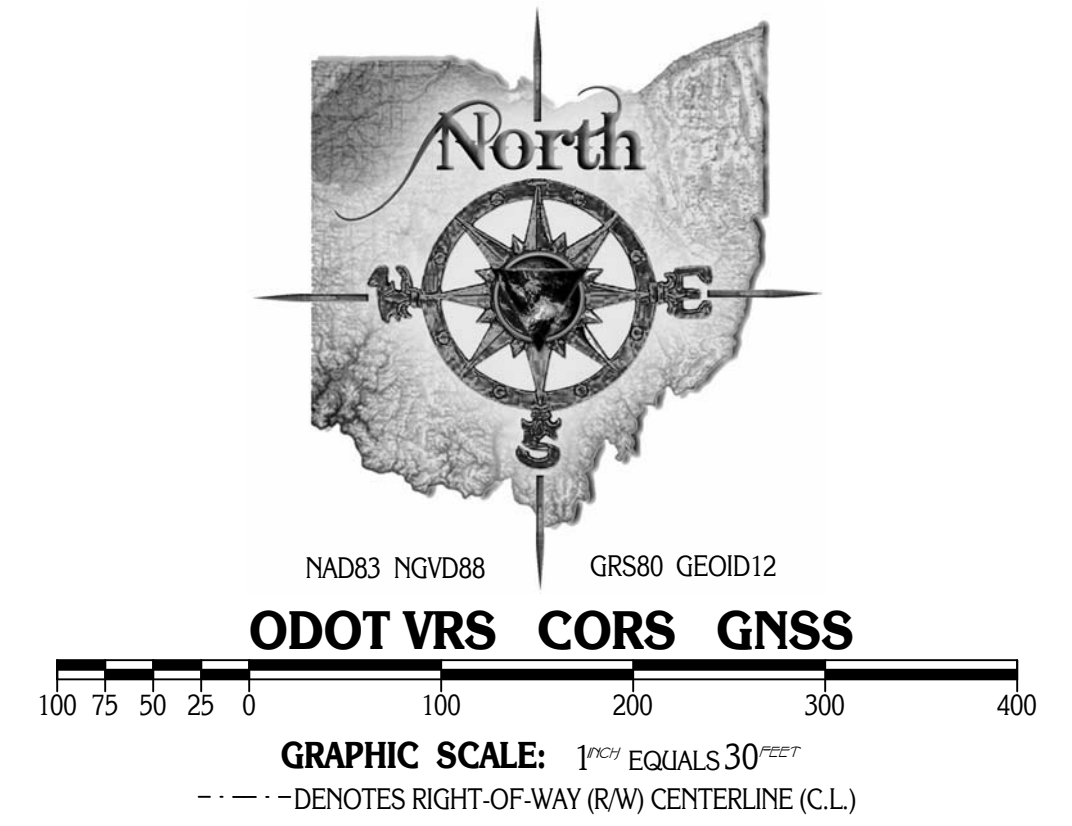 North
E
S
NAD83 NGVD88 GRS80 GEOID12
ODOT VRS CORS GNSS
100 75 50 25 0 100 200 300 400
GRAPHIC SCALE: 1INCH EQUALS 30FEET
DENOTES RIGHT-OF-WAY (R/W) CENTERLINE (C.L.)